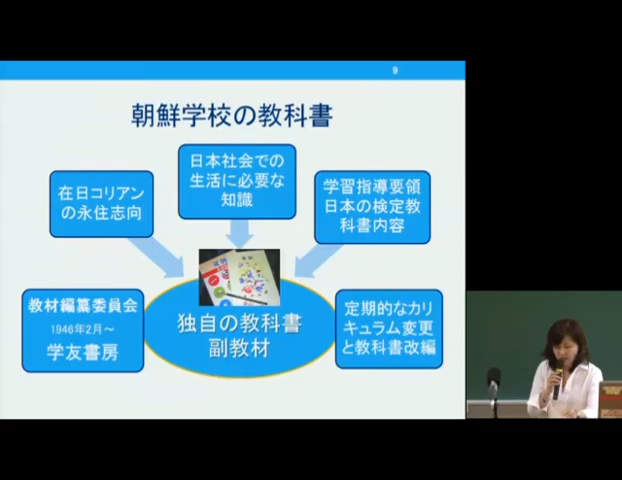 9
朝鮮学校の教科書
在日コリアン
の永住志向
日本社会での
生活に必要な
知識
学習指導要領
日本の検定教
科書内容
教材編纂委員会
1946年2月～
学友書房
独自の教科書
副教材
定期的なカリ
キュラム変更
と教科書改編